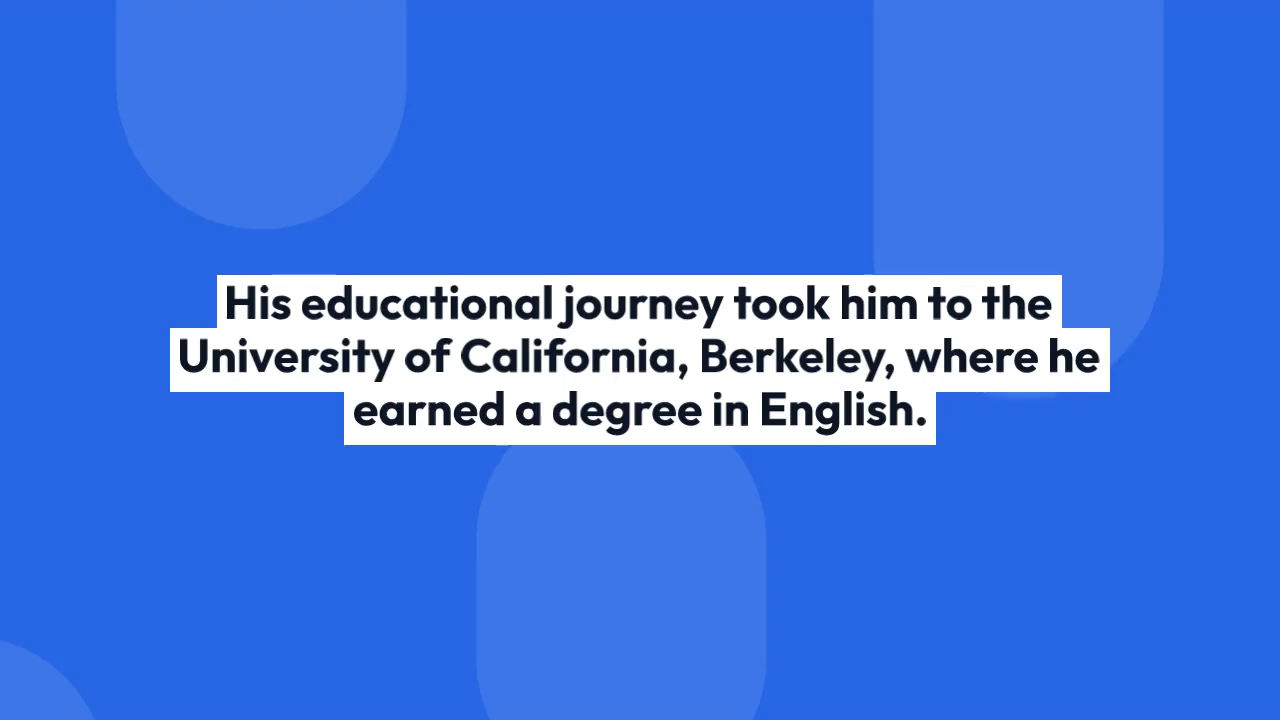 His educational journey took him to the
University of California, Berkeley, where he
earned a degree in English.